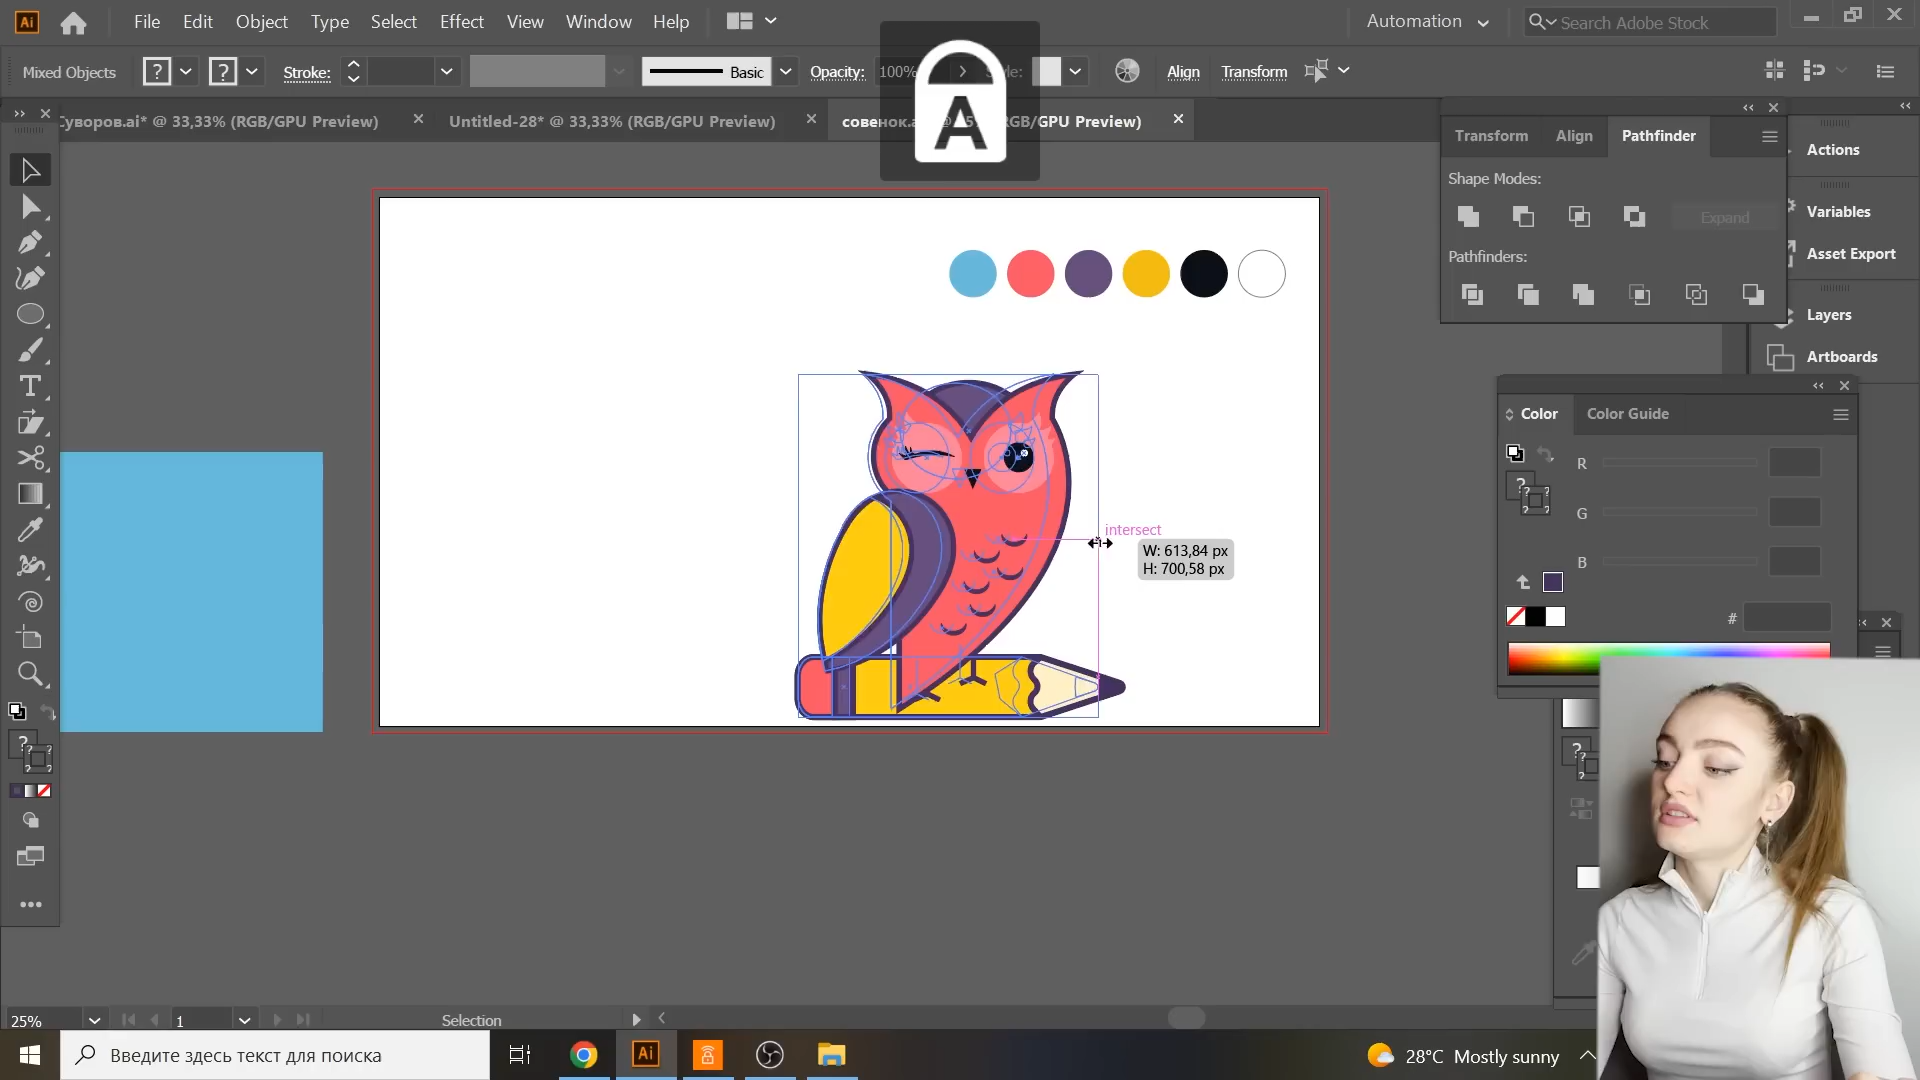 Ai File Edit Object Type Select Effect View Window Help Automation Search Adobe Stock
A
Mixed Objects ? ? Stroke: Basic Opacity: 100% Align Transform
Суворов.ai* @ 33,33% (RGB/GPU Preview) Untitled-28* @ 33,33% (RGB/GPU Preview) RGB/GPU Preview)
Transform Align Pathfinder
Shape Modes:
Expand
Pathfinders:
Actions
Variables
Asset Export
Layers
Artboards
Color Color Guide
R
G
B
#
intersect
W: 613,84 px
H: 700,58 px
25% 1 Selection
Введите здесь текст для поиска Ai 28°C Mostly sunny